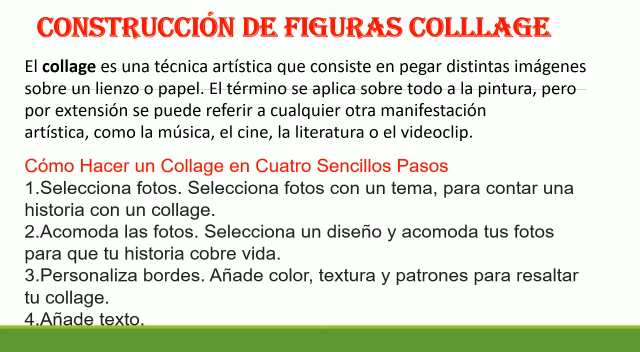 CONSTRUCCIÓN DE FIGURAS COLLLAGE
El collage es una técnica artística que consiste en pegar distintas imágenes
sobre un lienzo o papel. El término se aplica sobre todo a la pintura, pero
por extensión se puede referir a cualquier otra manifestación
artística, como la música, el cine, la literatura o el videoclip.
Cómo Hacer un Collage en Cuatro Sencillos Pasos
1.Selecciona fotos. Selecciona fotos con un tema, para contar una
historia con un collage.
2.Acomoda las fotos. Selecciona un diseño y acomoda tus fotos
para que tu historia cobre vida.
3.Personaliza bordes. Añade color, textura y patrones para resaltar
tu collage.
4.Añade texto.